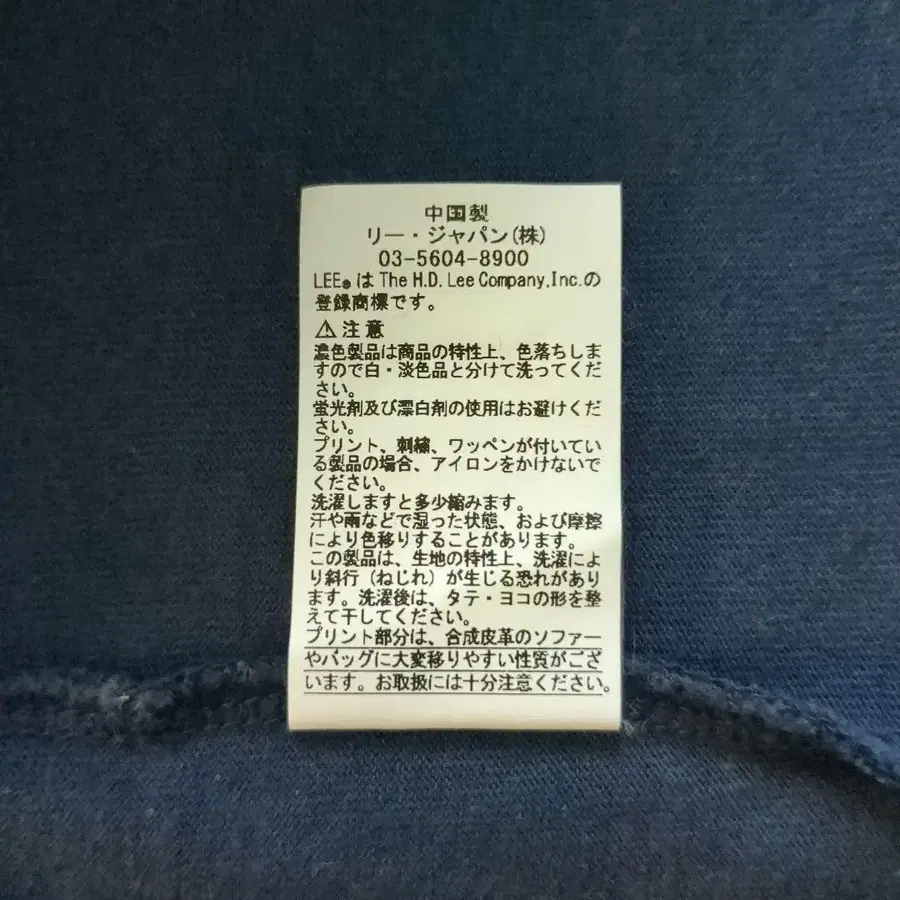 中国製
リー・ジャパン(株)
03-5604-8900
LEE®は The H.D. Lee Company,Inc.の
登録商標です。
⚠注意
濃色製品は商品の特性上、色落ちしま
すので白・淡色品と分けて洗ってくだ
さい。
蛍光剤及び漂白剤の使用はお避けくだ
さい。
プリント、刺繍、ワッペンが付いてい
る製品の場合、アイロンをかけないで
ください。
洗濯しますと多少縮みます。
汗や雨などで湿った状態、および摩擦
により色移りすることがあります。
この製品は、生地の特性上、洗濯によ
り斜行（ねじれ）が生じる恐れがあり
ます。洗濯後は、タテ・ヨコの形を整
えて干してください。
プリント部分は、合成皮革のソファー
やバッグに大変移りやすい性質がござ
います。お取扱には十分注意ください。